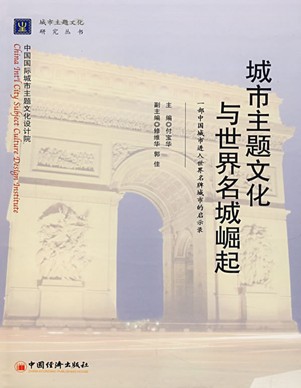 城市主题文化
研究丛书
中国国际城市主题文化设计院
China Int'l City Subject Culture Design Institute
城市主题文化
与世界名城崛起
一部中国城市进入世界名牌城市的启示录
主编 付宝华
副主编 滕维华 郭佳
中国经济出版社